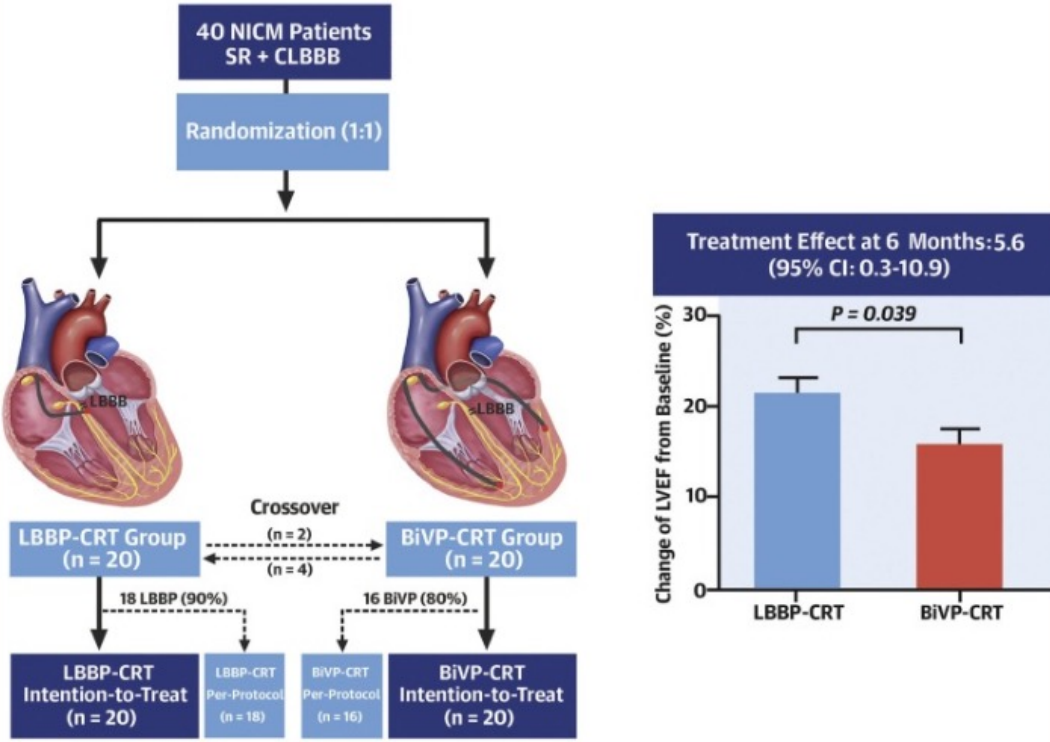 40 NICM Patients
SR + CLBBB
Randomization (1:1)
LBBB
LBBB
Crossover
(n = 2)
(n = 4)
LBBP-CRT Group
(n = 20)
BiVP-CRT Group
(n = 20)
18 LBBP (90%)
16 BiVP (80%)
LBBP-CRT
Intention-to-Treat
(n = 20)
LBBP-CRT
Per-Protocol
(n = 18)
BiVP-CRT
Per-Protocol
(n = 16)
BiVP-CRT
Intention-to-Treat
(n = 20)
Treatment Effect at 6 Months: 5.6
(95% CI: 0.3-10.9)
P = 0.039
Change of LVEF from Baseline (%)
30
20
10
0
LBBP-CRT
BiVP-CRT